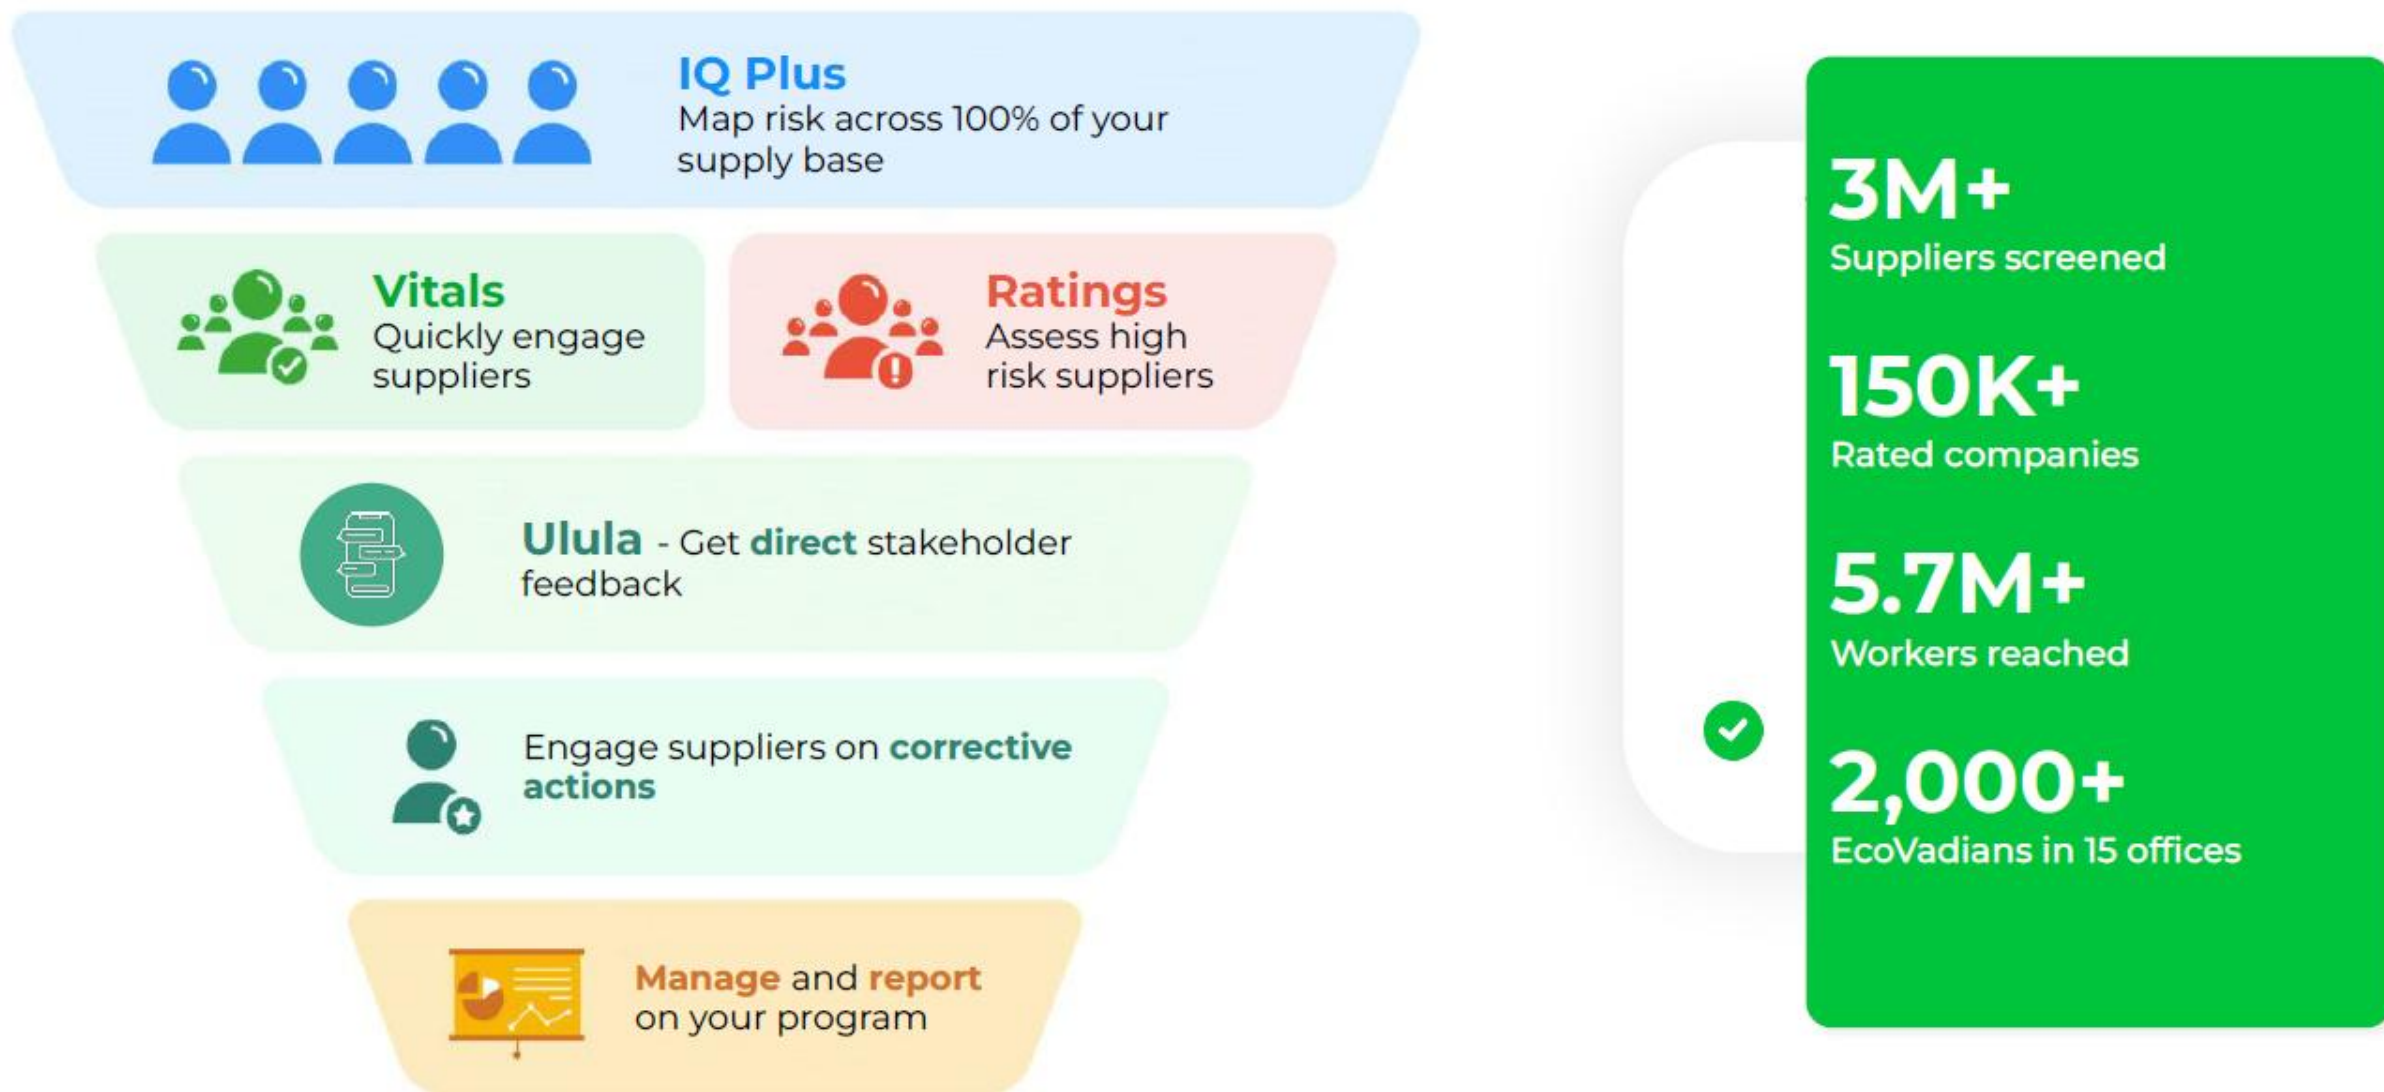 IQ Plus
Map risk across 100% of your
supply base
Vitals
Quickly engage
suppliers
Ratings
Assess high
risk suppliers
Ulula - Get direct stakeholder
feedback
Engage suppliers on corrective
actions
Manage and report
on your program
3M+
Suppliers screened
150K+
Rated companies
5.7M+
Workers reached
2,000+
EcoVadians in 15 offices